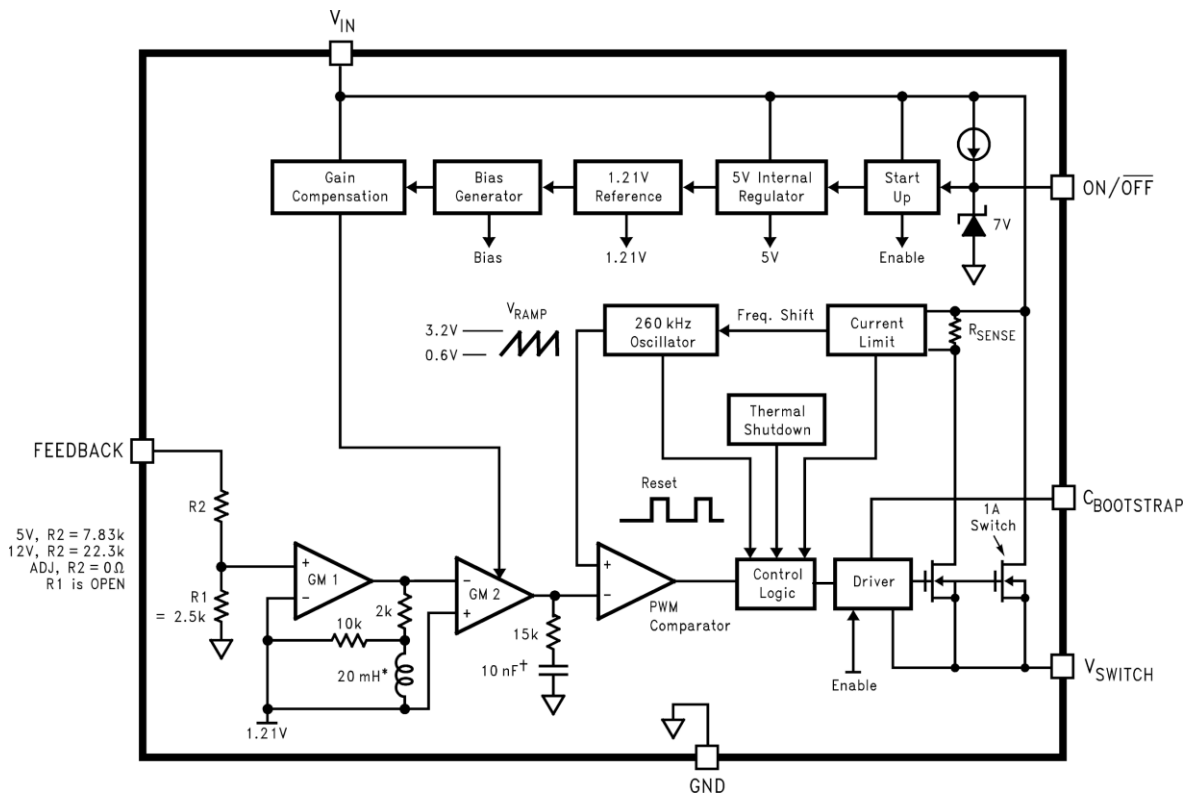 V_IN
Gain
Compensation
Bias
Generator
1.21V
Reference
5V Internal
Regulator
Start
Up
ON/O̅F̅F̅
7V
Bias
1.21V
5V
Enable
V_RAMP
3.2V
0.6V
260 kHz
Oscillator
Freq. Shift
Current
Limit
R_SENSE
Thermal
Shutdown
FEEDBACK
Reset
C_BOOTSTRAP
1A
Switch
R2
5V, R2 = 7.83k
12V, R2 = 22.3k
ADJ, R2 = 0Ω
R1 is OPEN
R1
= 2.5k
+
GM 1
−
−
GM 2
+
+
−
PWM
Comparator
Control
Logic
Driver
2k
10k
20 mH*
15k
10 nF†
Enable
V_SWITCH
1.21V
GND